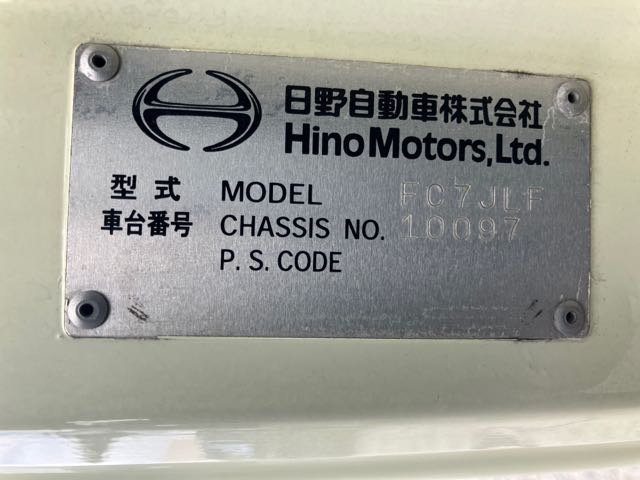 日野自動車株式会社
Hino Motors, Ltd.
型式 MODEL FC7JLF
車台番号 CHASSIS NO. 10097
P. S. CODE